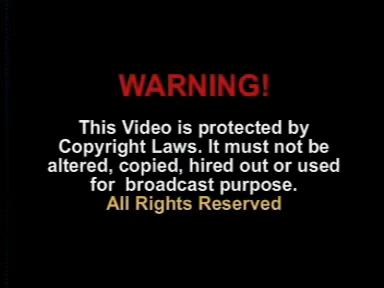 WARNING!
This Video is protected by
Copyright Laws. It must not be
altered, copied, hired out or used
for  broadcast purpose.
All Rights Reserved